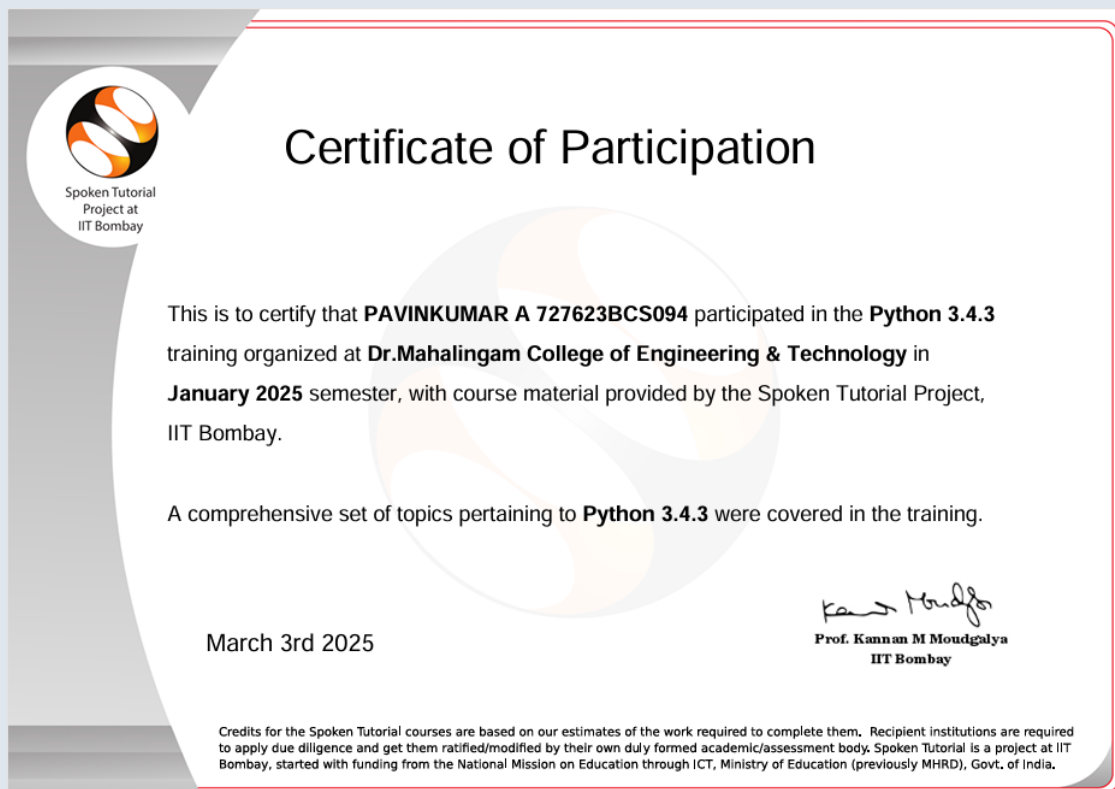 Spoken Tutorial
Project at
IIT Bombay
Certificate of Participation
This is to certify that PAVINKUMAR A 727623BCS094 participated in the Python 3.4.3
training organized at Dr.Mahalingam College of Engineering & Technology in
January 2025 semester, with course material provided by the Spoken Tutorial Project,
IIT Bombay.
A comprehensive set of topics pertaining to Python 3.4.3 were covered in the training.
March 3rd 2025
Kannan Moudgalya
Prof. Kannan M Moudgalya
IIT Bombay
Credits for the Spoken Tutorial courses are based on our estimates of the work required to complete them. Recipient institutions are required
to apply due diligence and get them ratified/modified by their own duly formed academic/assessment body. Spoken Tutorial is a project at IIT
Bombay, started with funding from the National Mission on Education through ICT, Ministry of Education (previously MHRD), Govt. of India.